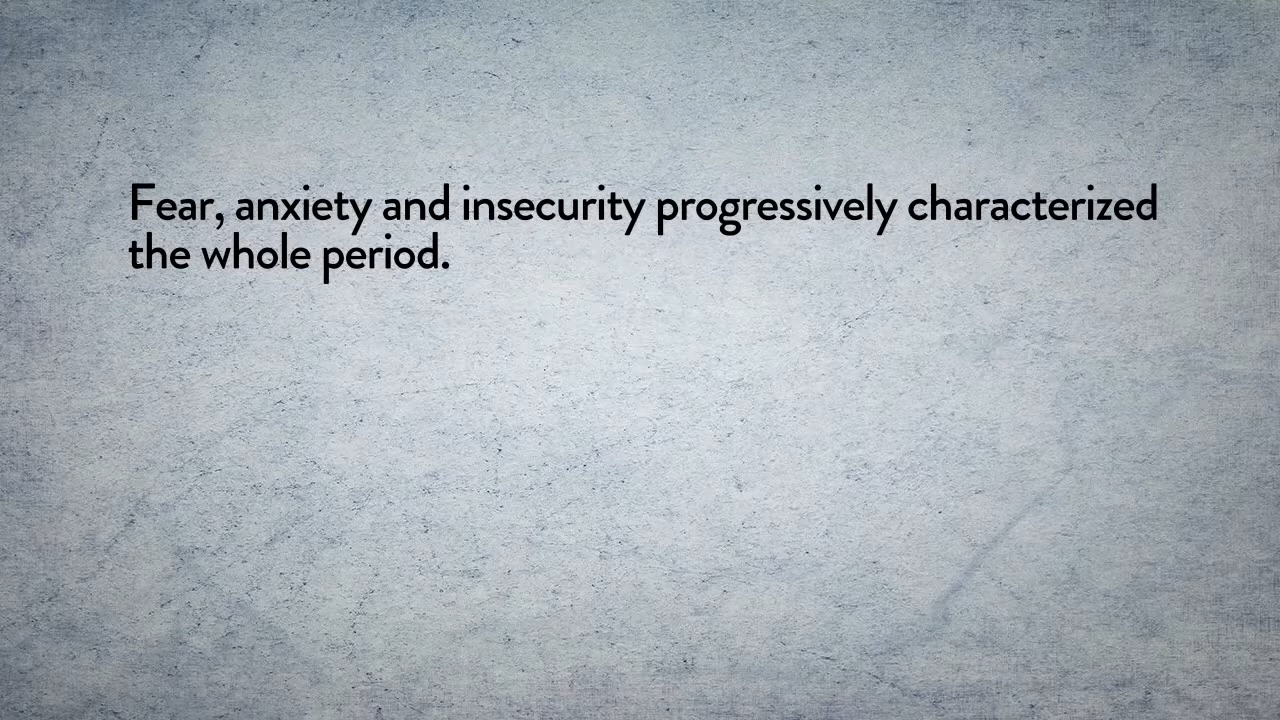 Fear, anxiety and insecurity progressively characterized
the whole period.